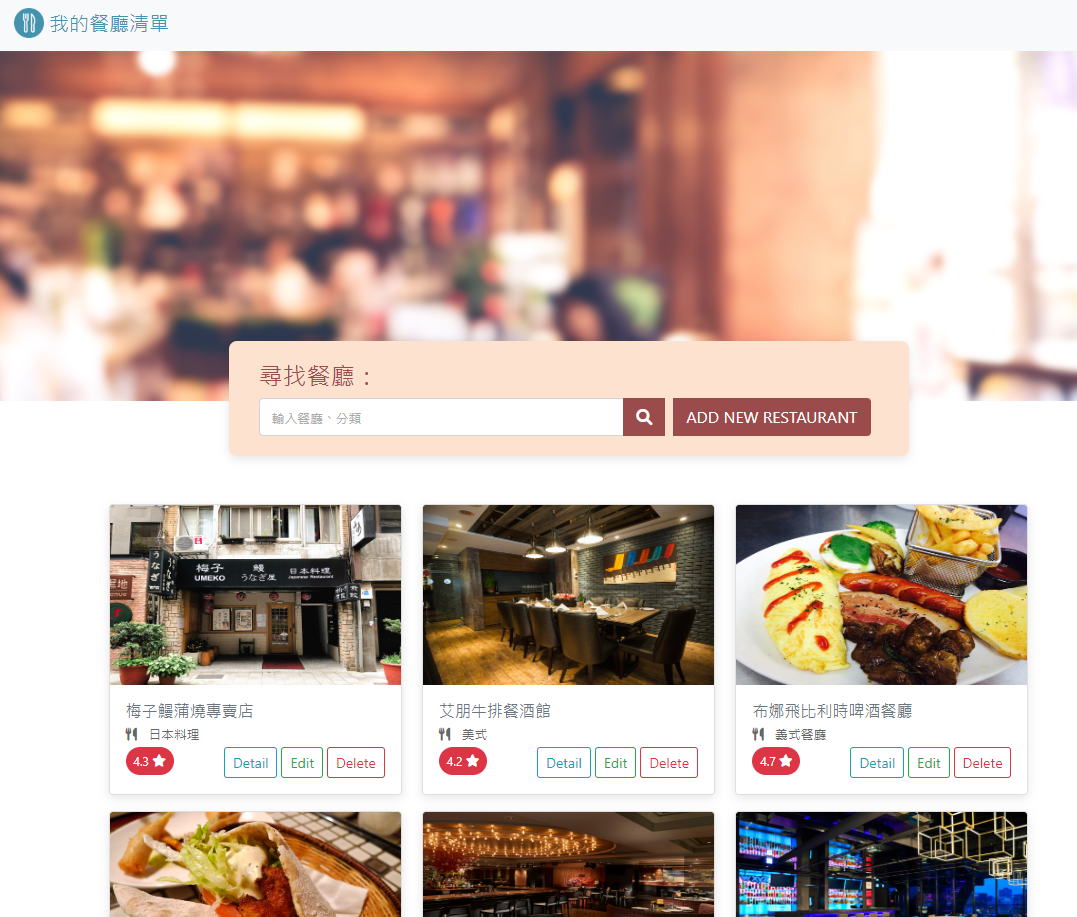 我的餐廳清單
尋找餐廳：
輸入餐廳、分類
ADD NEW RESTAURANT
梅子 鰻 日本料理
UMEKO うなぎ屋 Japanese Restaurant
うなぎ
梅子鰻蒲燒專賣店
日本料理
4.3 Detail Edit Delete
艾朋牛排餐酒館
美式
4.2 Detail Edit Delete
布娜飛比利時啤酒餐廳
義式餐廳
4.7 Detail Edit Delete